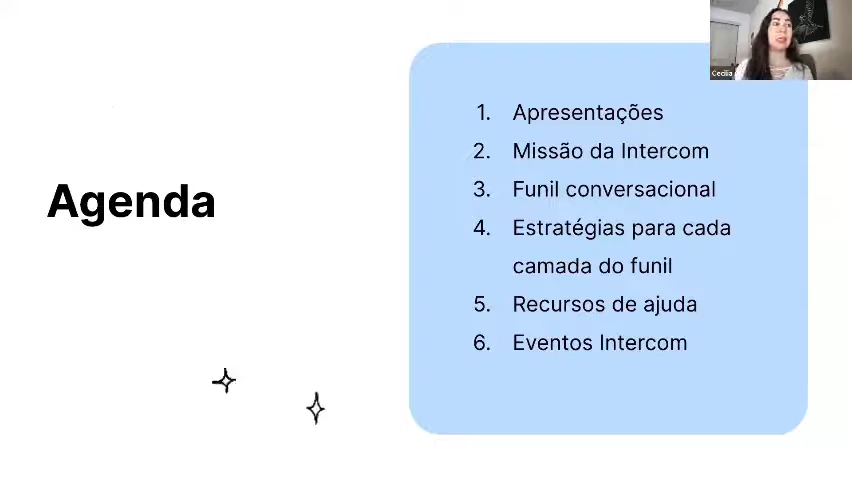 Cecilia
Agenda
1. Apresentações
2. Missão da Intercom
3. Funil conversacional
4. Estratégias para cada
camada do funil
5. Recursos de ajuda
6. Eventos Intercom